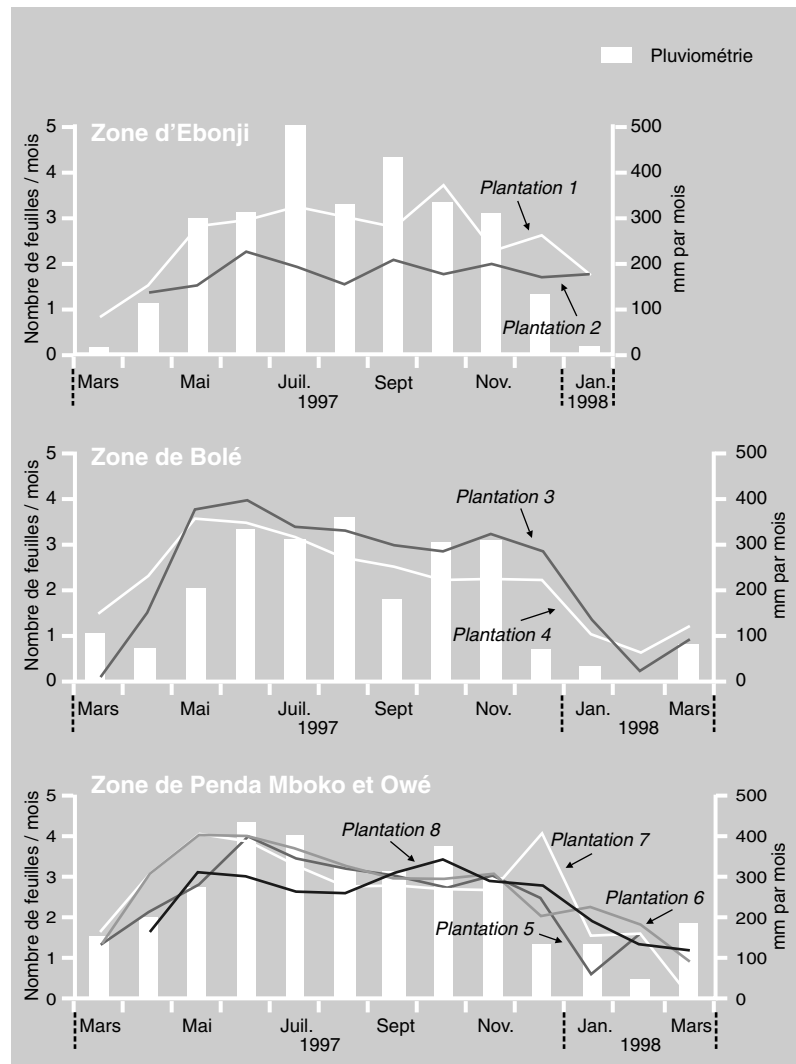 Pluviométrie
Zone d'Ebonji
Nombre de feuilles / mois
mm par mois
5
4
3
2
1
0
500
400
300
200
100
0
Plantation 1
Plantation 2
Mars Mai Juil. Sept Nov. Jan.
1997 1998
Zone de Bolé
Nombre de feuilles / mois
mm par mois
5
4
3
2
1
0
500
400
300
200
100
0
Plantation 3
Plantation 4
Mars Mai Juil. Sept Nov. Jan. Mars
1997 1998
Zone de Penda Mboko et Owé
Nombre de feuilles / mois
mm par mois
5
4
3
2
1
0
500
400
300
200
100
0
Plantation 8
Plantation 7
Plantation 6
Plantation 5
Mars Mai Juil. Sept Nov. Jan. Mars
1997 1998